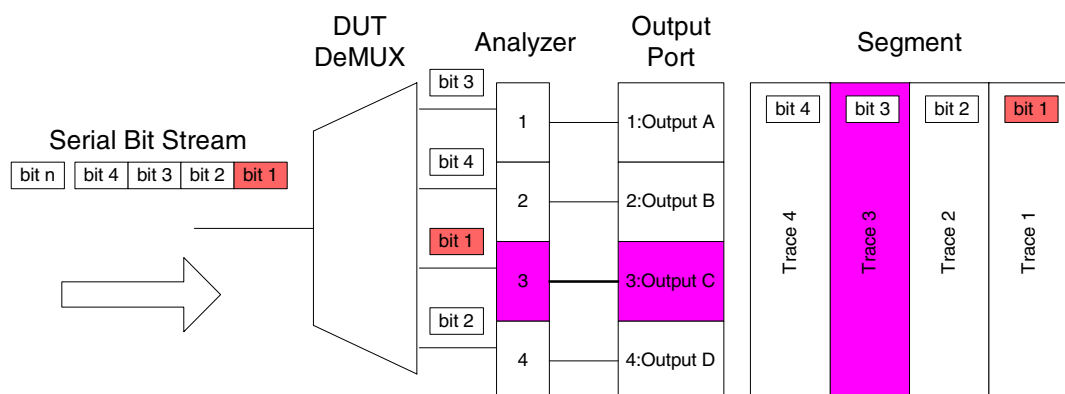 DUT
DeMUX
Analyzer
Output
Port
Segment
Serial Bit Stream
bit n
bit 4
bit 3
bit 2
bit 1
bit 3
bit 4
bit 1
bit 2
1
2
3
4
1:Output A
2:Output B
3:Output C
4:Output D
bit 4
bit 3
bit 2
bit 1
Trace 4
Trace 3
Trace 2
Trace 1